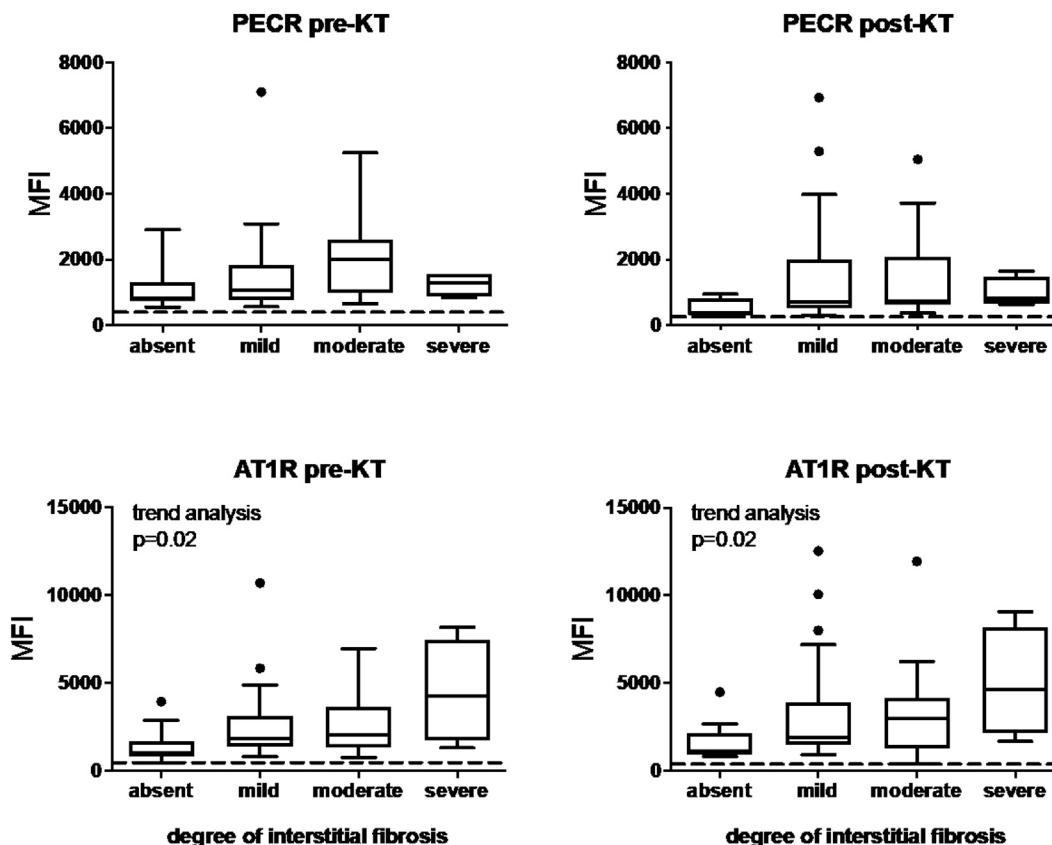 PECR pre-KT
MFI
8000
6000
4000
2000
0
absent mild moderate severe
PECR post-KT
MFI
8000
6000
4000
2000
0
absent mild moderate severe
AT1R pre-KT
MFI
15000
10000
5000
0
trend analysis
p=0.02
absent mild moderate severe
degree of interstitial fibrosis
AT1R post-KT
MFI
15000
10000
5000
0
trend analysis
p=0.02
absent mild moderate severe
degree of interstitial fibrosis